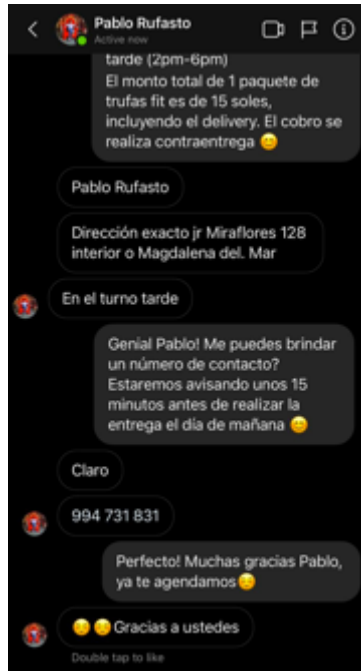 Pablo Rufasto
Active now
tarde (2pm-6pm)
El monto total de 1 paquete de
trufas fit es de 15 soles,
incluyendo el delivery. El cobro se
realiza contraentrega 😊
Pablo Rufasto
Dirección exacto jr Miraflores 128
interior o Magdalena del. Mar
En el turno tarde
Genial Pablo! Me puedes brindar
un número de contacto?
Estaremos avisando unos 15
minutos antes de realizar la
entrega el día de mañana 😊
Claro
994 731 831
Perfecto! Muchas gracias Pablo,
ya te agendamos😊
😊😊Gracias a ustedes
Double tap to like